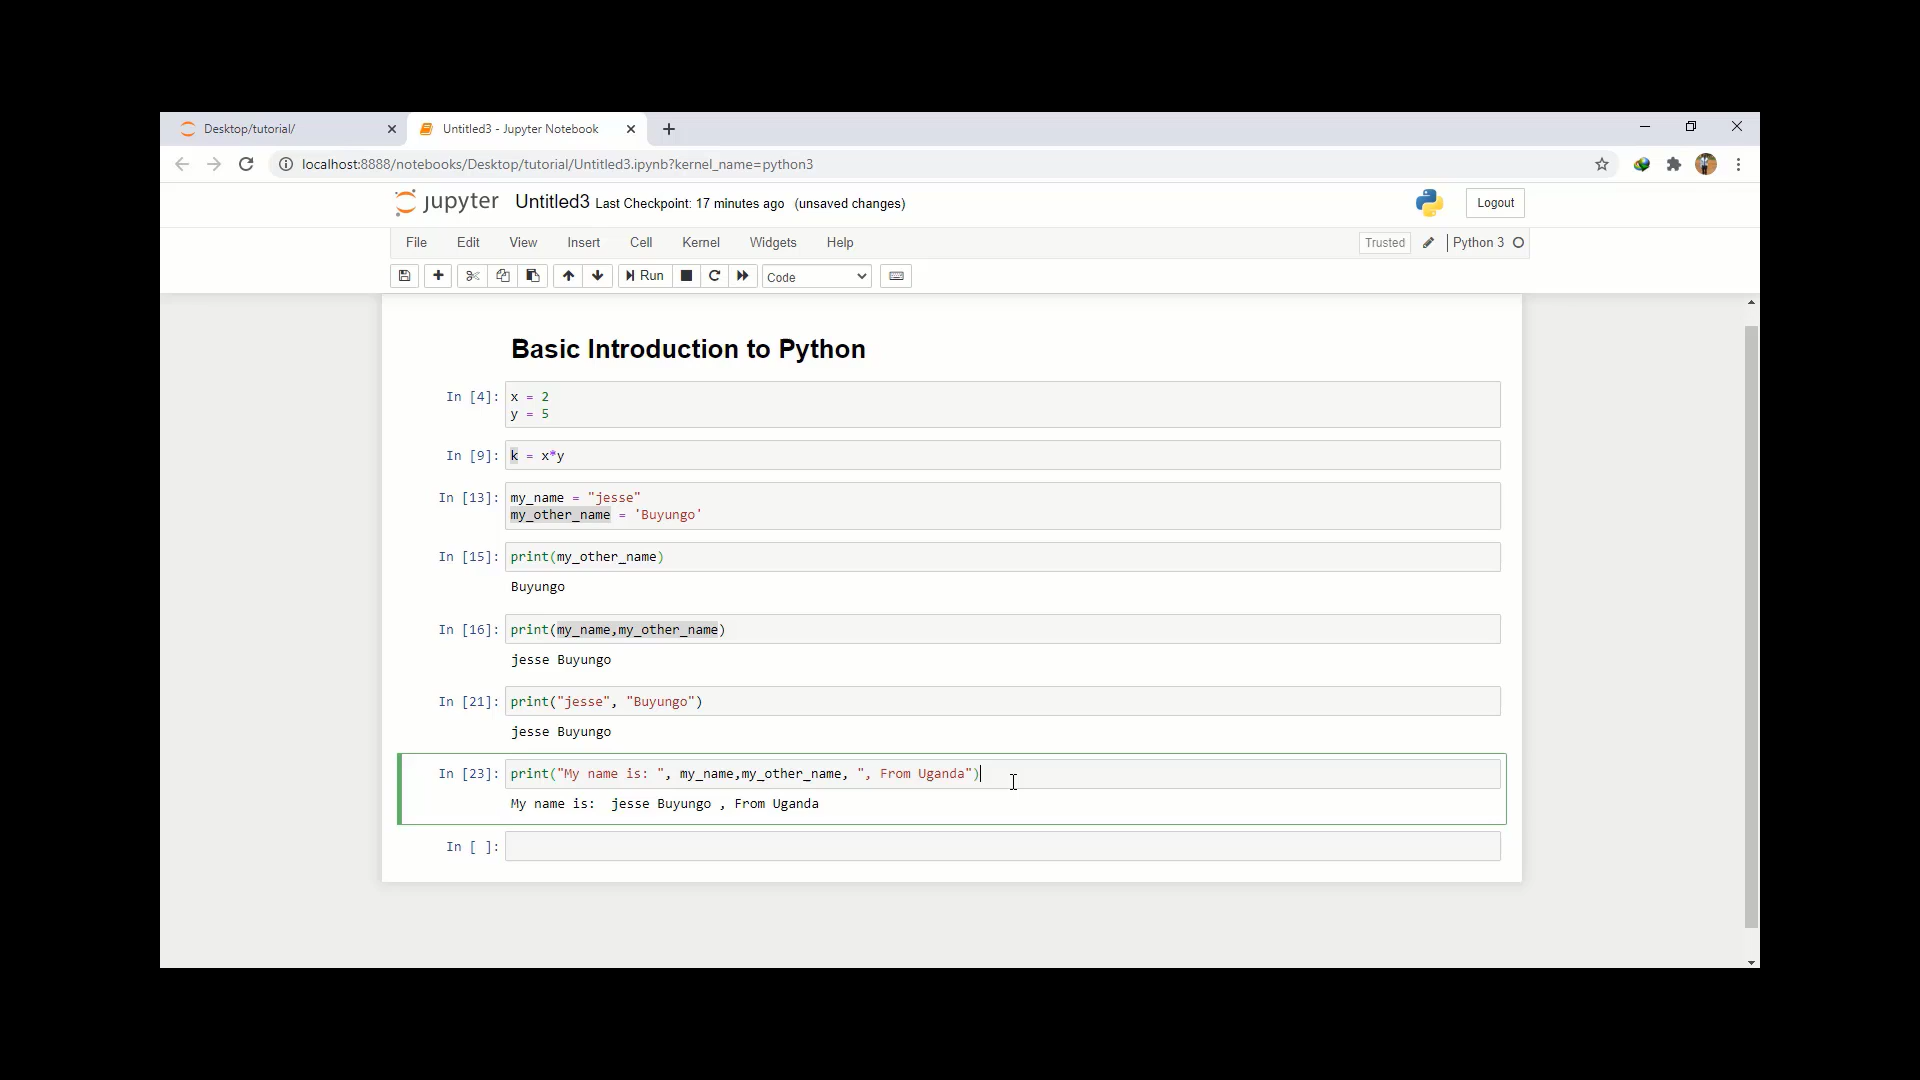 Desktop/tutorial/
Untitled3 - Jupyter Notebook
localhost:8888/notebooks/Desktop/tutorial/Untitled3.ipynb?kernel_name=python3
jupyter Untitled3 Last Checkpoint: 17 minutes ago (unsaved changes)
Logout
File Edit View Insert Cell Kernel Widgets Help
Trusted Python 3
Run Code
Basic Introduction to Python
In [4]: x = 2
y = 5
In [9]: k = x*y
In [13]: my_name = "jesse"
my_other_name = 'Buyungo'
In [15]: print(my_other_name)
Buyungo
In [16]: print(my_name,my_other_name)
jesse Buyungo
In [21]: print("jesse", "Buyungo")
jesse Buyungo
In [23]: print("My name is: ", my_name,my_other_name, ", From Uganda")
My name is:  jesse Buyungo , From Uganda
In [ ]: